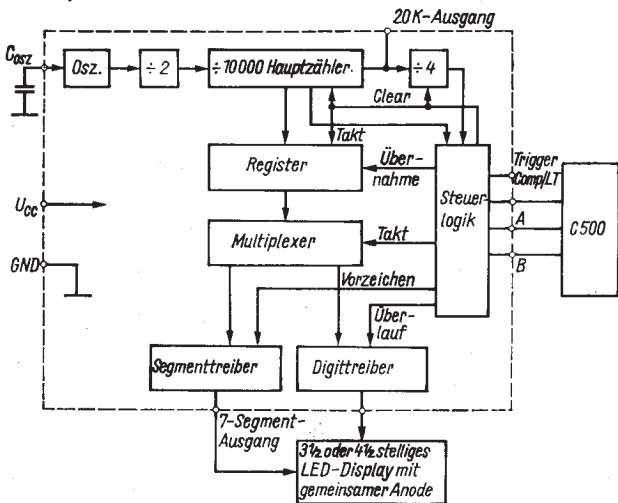 20K-Ausgang
C_OSZ
Osz.
÷2
÷10000 Hauptzähler
÷4
Clear
Takt
Register
Über-
nahme
Steuer-
logik
Trigger
Comp/LT
A
B
C500
U_CC
Multiplexer
Takt
GND
Vorzeichen
Über-
lauf
Segmenttreiber
Digittreiber
7-Segment-
Ausgang
3½ oder 4½ stelliges
LED-Display mit
gemeinsamer Anode